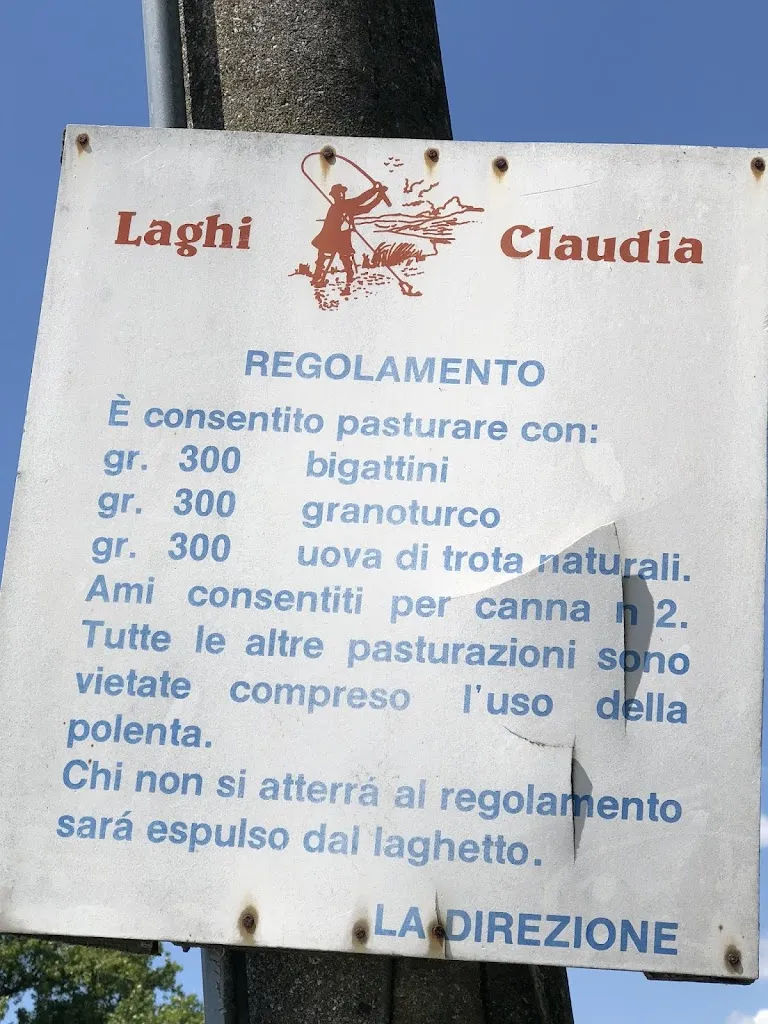 Laghi Claudia
REGOLAMENTO
È consentito pasturare con:
gr. 300 bigattini
gr. 300 granoturco
gr. 300 uova di trota naturali.
Ami consentiti per canna n 2.
Tutte le altre pasturazioni sono
vietate compreso l'uso della
polenta.
Chi non si atterrá al regolamento
sará espulso dal laghetto.
LA DIREZIONE